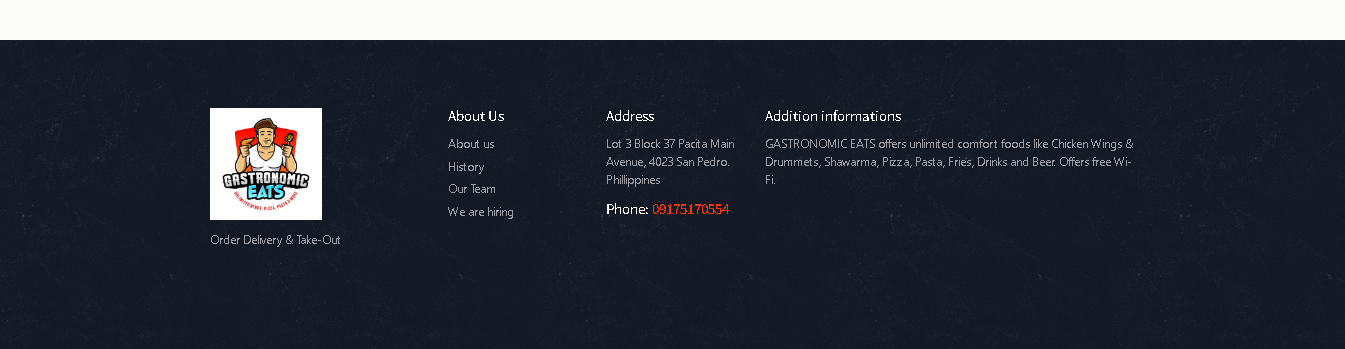 GASTRONOMIC
EATS
Order Delivery & Take-Out
About Us
About us
History
Our Team
We are hiring
Address
Lot 3 Block 37 Pacita Main
Avenue, 4023 San Pedro.
Phillippines
Phone: 09175170554
Addition informations
GASTRONOMIC EATS offers unlimited comfort foods like Chicken Wings &
Drummets, Shawarma, Pizza, Pasta, Fries, Drinks and Beer. Offers free Wi-
Fi.